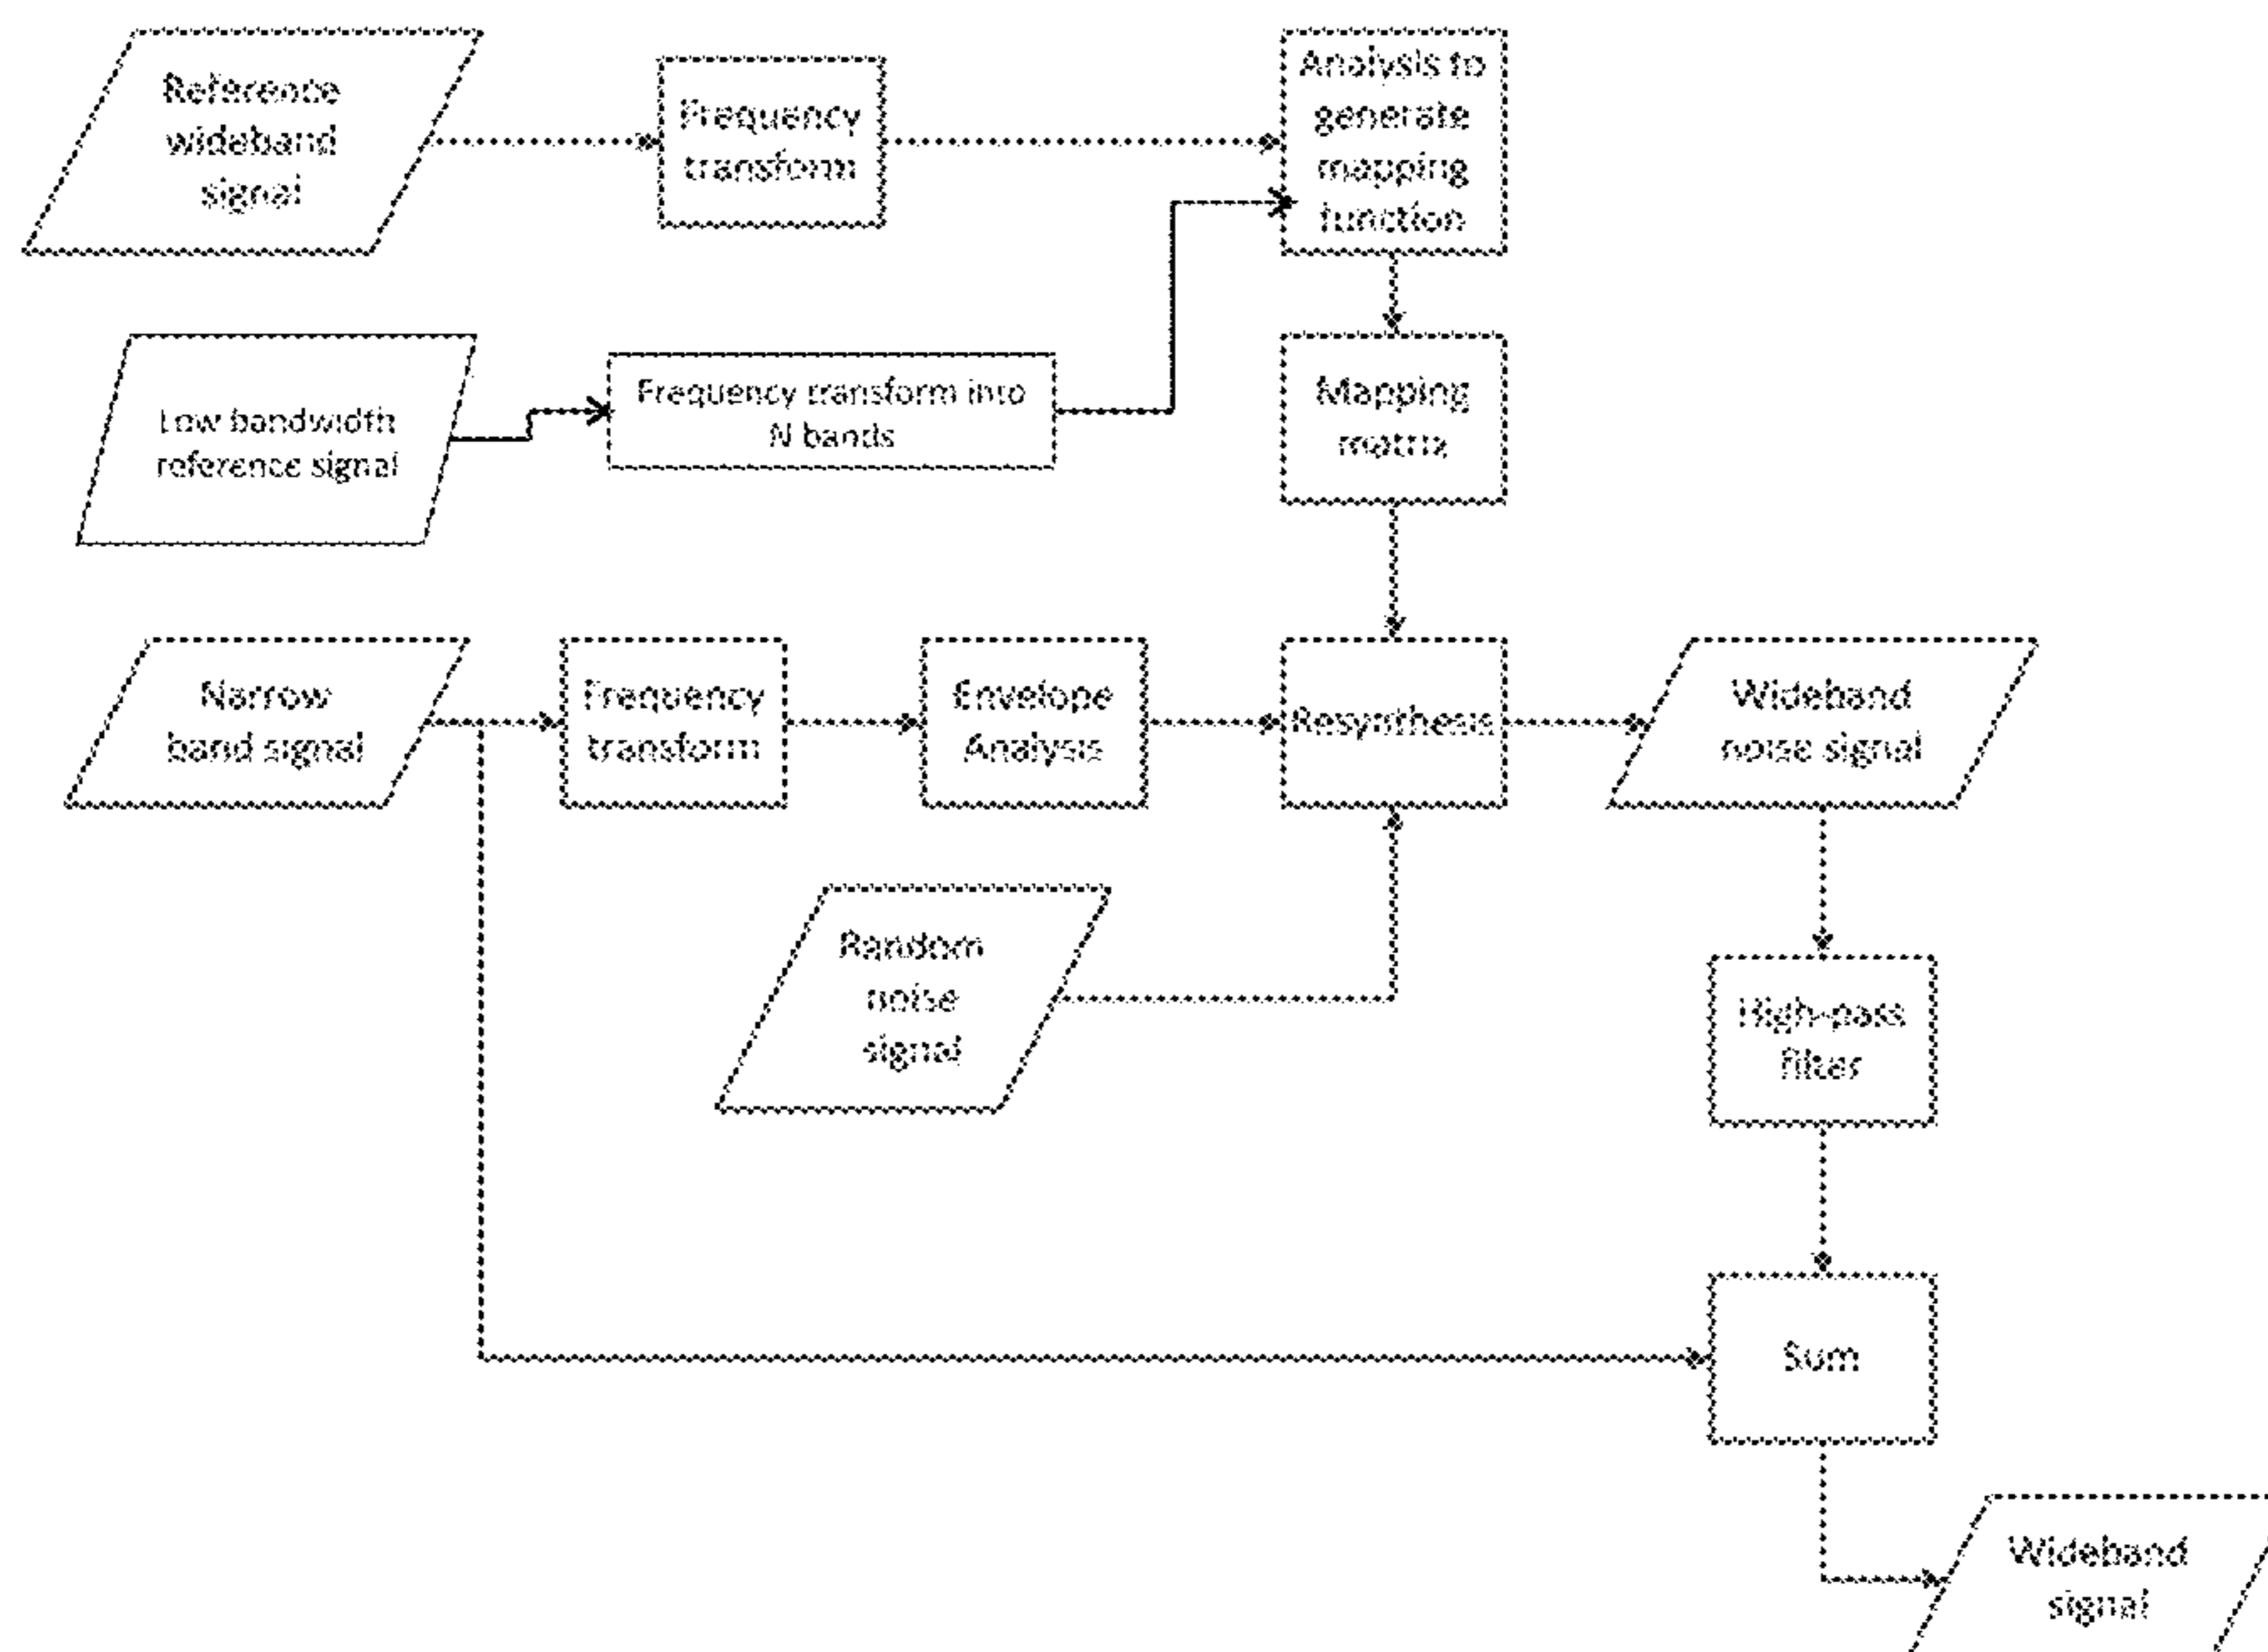 Reference
wideband
signal
Frequency
transform
Analysis to
generate
mapping
function
Low bandwidth
reference signal
Frequency transform into
N bands
Mapping
matrix
Narrow
band signal
Frequency
transform
Envelope
Analysis
Resynthesis
Wideband
noise signal
Random
noise
signal
High-pass
filter
Sum
Wideband
signal